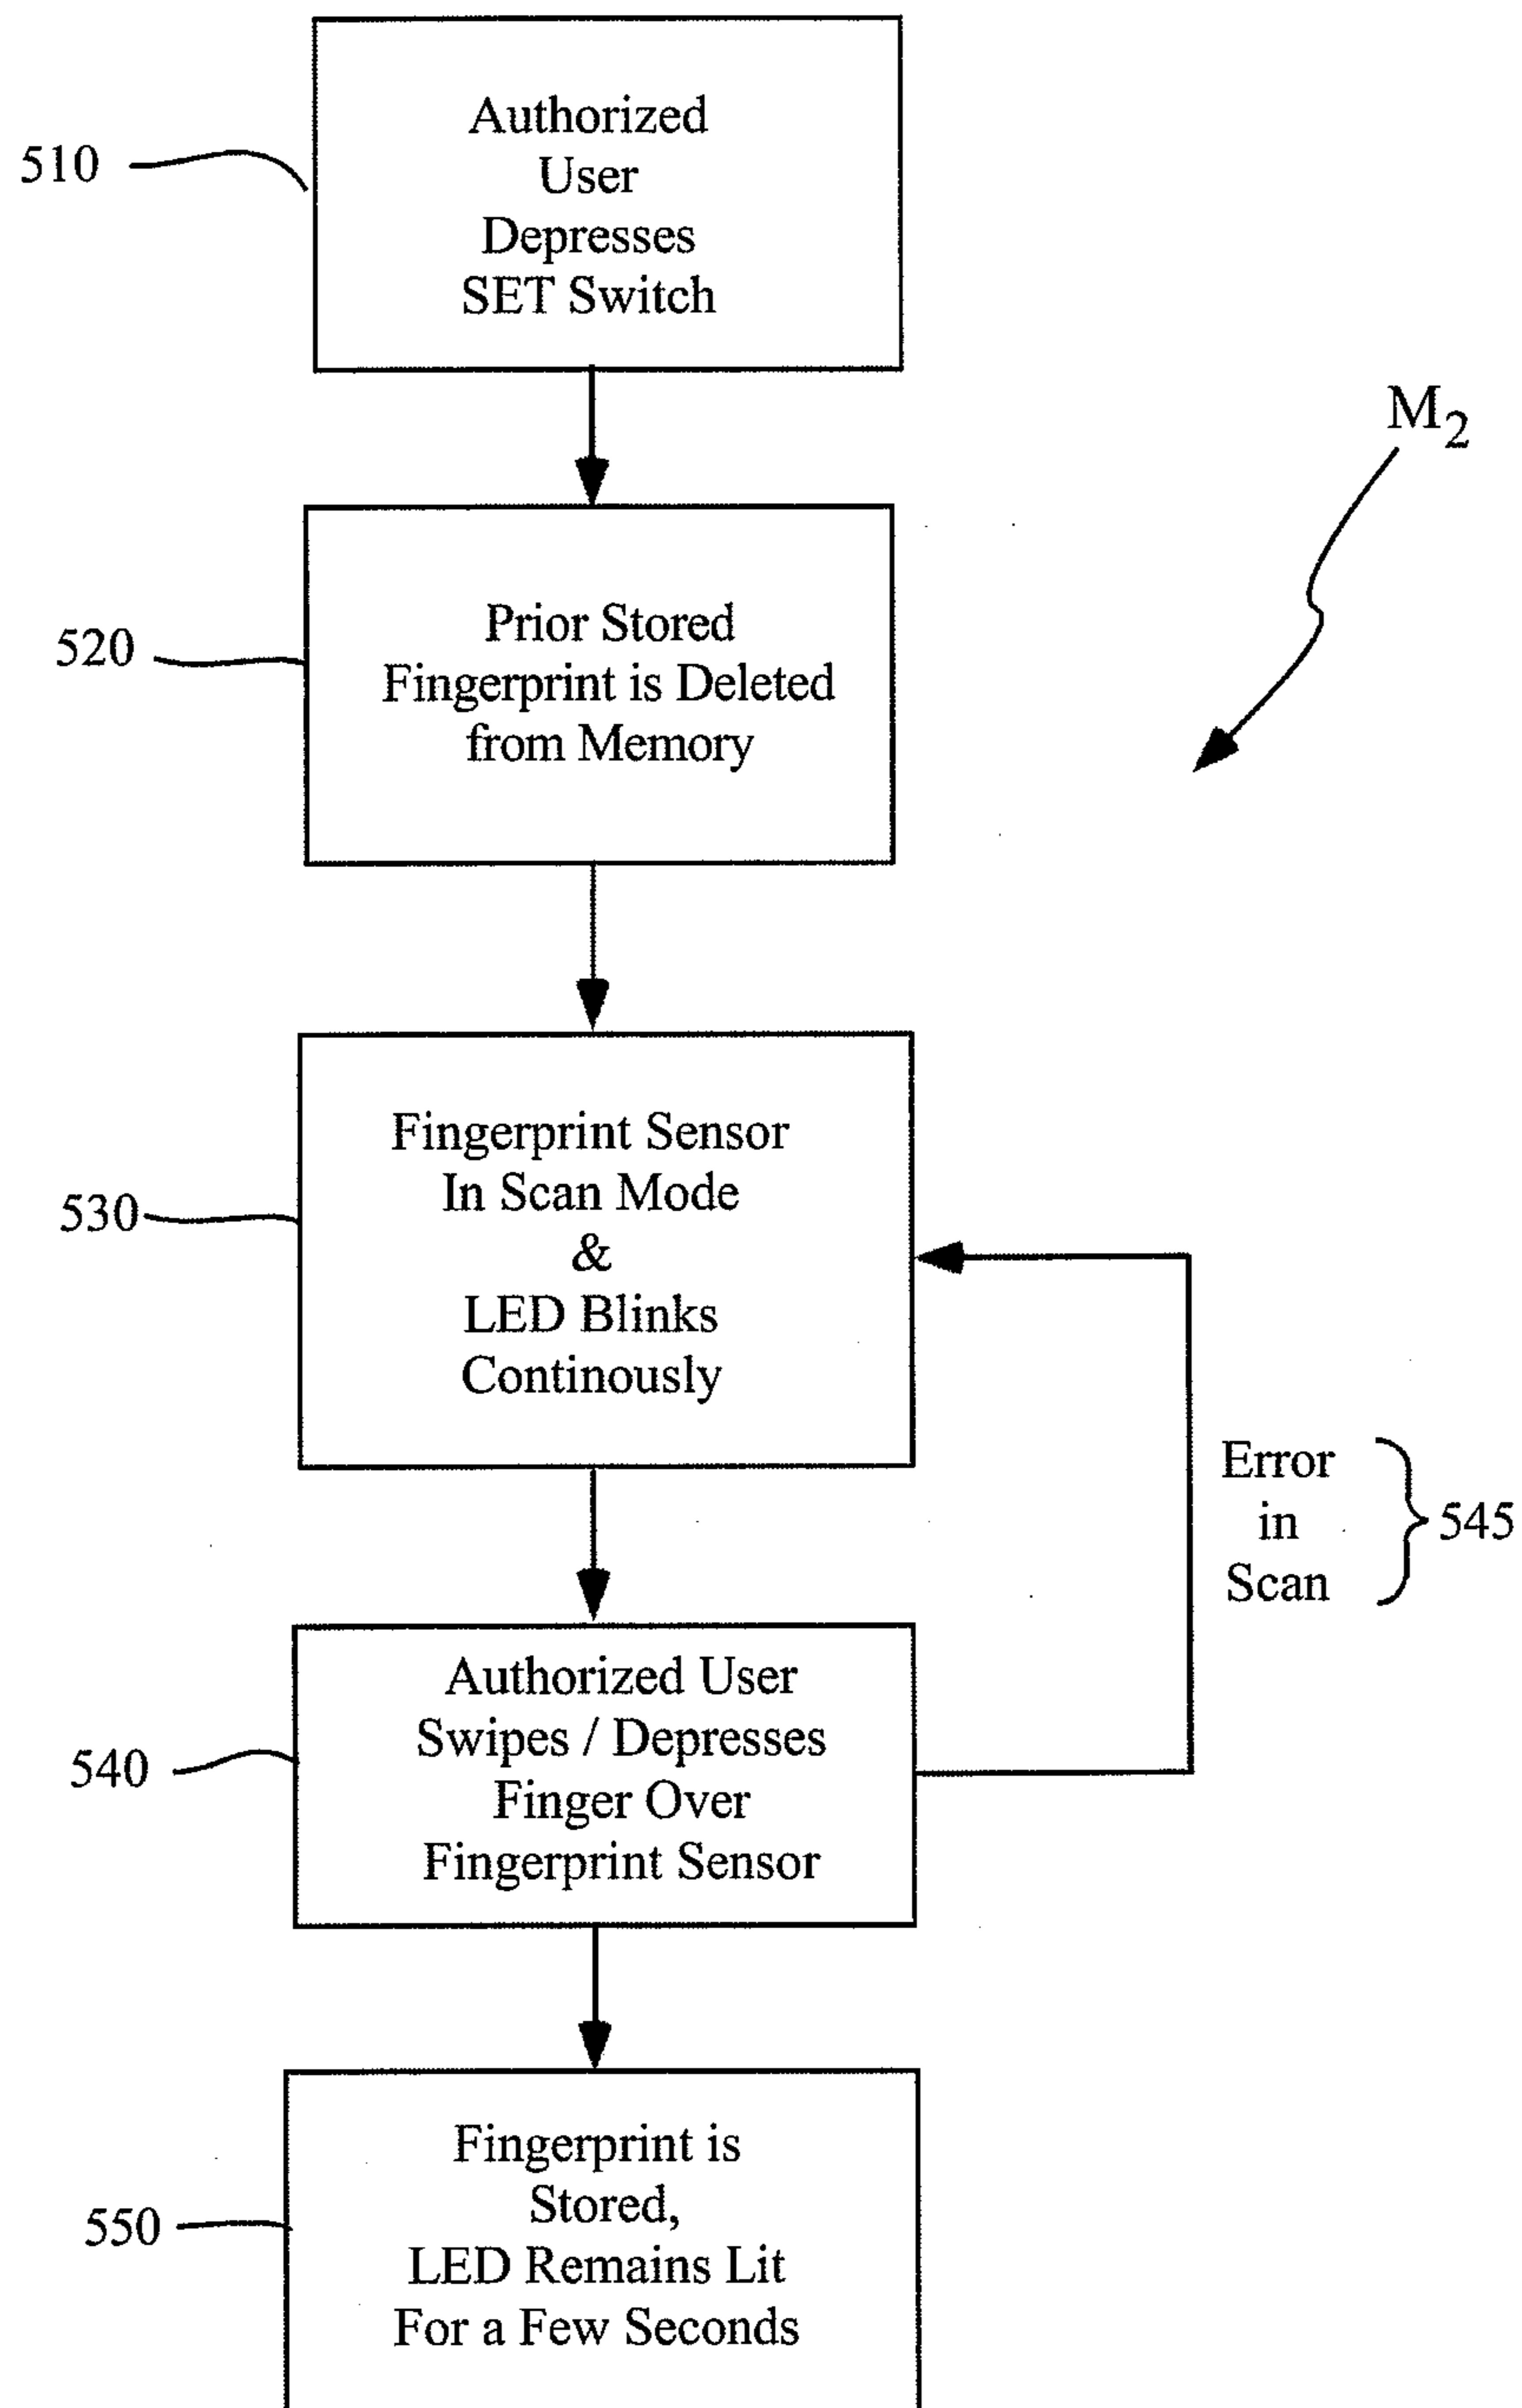 510
Authorized
User
Depresses
SET Switch
M2
520
Prior Stored
Fingerprint is Deleted
from Memory
530
Fingerprint Sensor
In Scan Mode
&
LED Blinks
Continously
Error
in
Scan
545
540
Authorized User
Swipes / Depresses
Finger Over
Fingerprint Sensor
550
Fingerprint is
Stored,
LED Remains Lit
For a Few Seconds